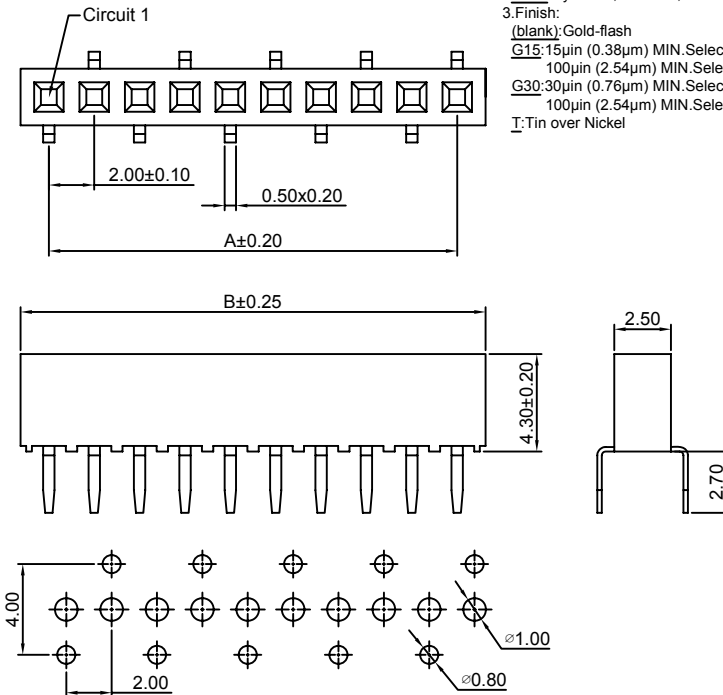 Circuit 1
3.Finish:
(blank):Gold-flash
G15:15µin (0.38µm) MIN.Selec
100µin (2.54µm) MIN.Sele
G30:30µin (0.76µm) MIN.Selec
100µin (2.54µm) MIN.Sele
T:Tin over Nickel
2.00±0.10
0.50x0.20
A±0.20
B±0.25
2.50
4.30±0.20
2.70
4.00
2.00
⌀1.00
⌀0.80